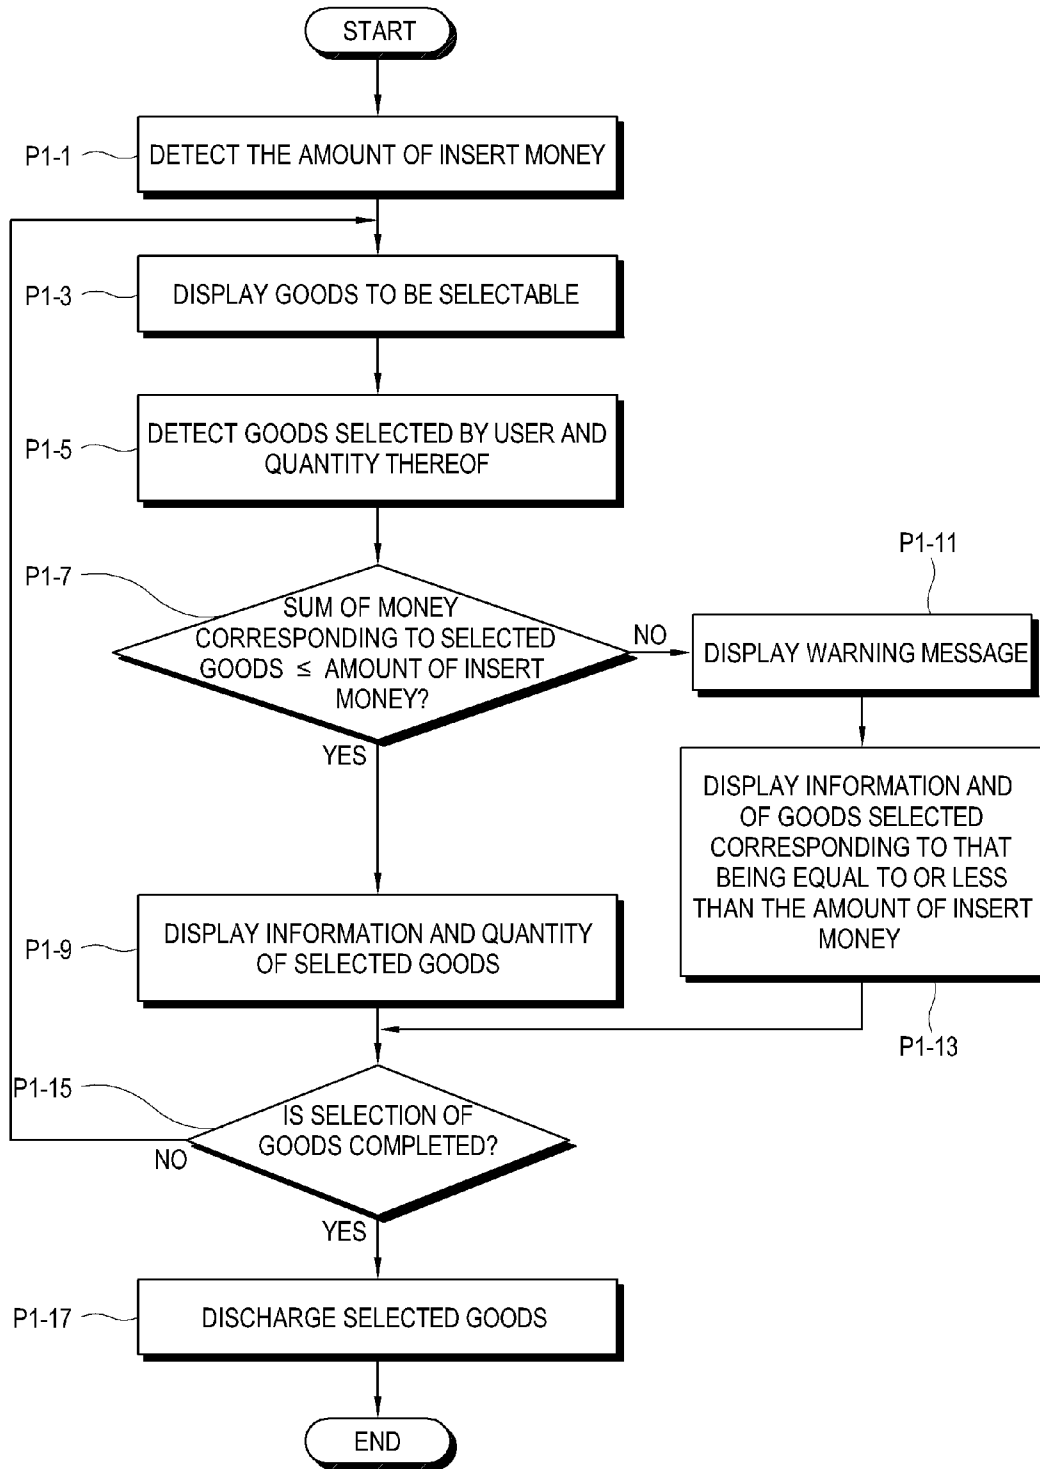 START
P1-1
DETECT THE AMOUNT OF INSERT MONEY
P1-3
DISPLAY GOODS TO BE SELECTABLE
P1-5
DETECT GOODS SELECTED BY USER AND
QUANTITY THEREOF
P1-7
SUM OF MONEY
CORRESPONDING TO SELECTED
GOODS ≤ AMOUNT OF INSERT
MONEY?
NO
YES
P1-11
DISPLAY WARNING MESSAGE
DISPLAY INFORMATION AND
OF GOODS SELECTED
CORRESPONDING TO THAT
BEING EQUAL TO OR LESS
THAN THE AMOUNT OF INSERT
MONEY
P1-13
P1-9
DISPLAY INFORMATION AND QUANTITY
OF SELECTED GOODS
P1-15
IS SELECTION OF
GOODS COMPLETED?
NO
YES
P1-17
DISCHARGE SELECTED GOODS
END